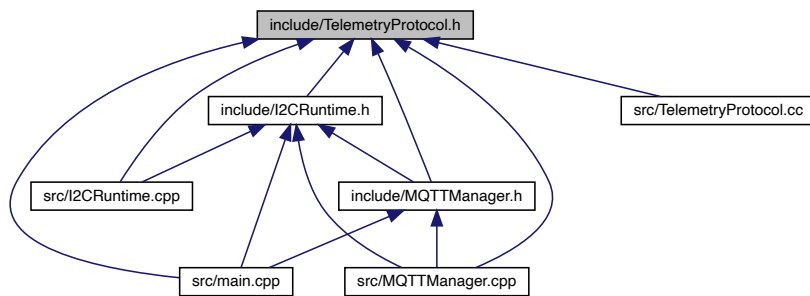 include/TelemetryProtocol.h
include/I2CRuntime.h
src/TelemetryProtocol.cc
src/I2CRuntime.cpp
include/MQTTManager.h
src/main.cpp
src/MQTTManager.cpp